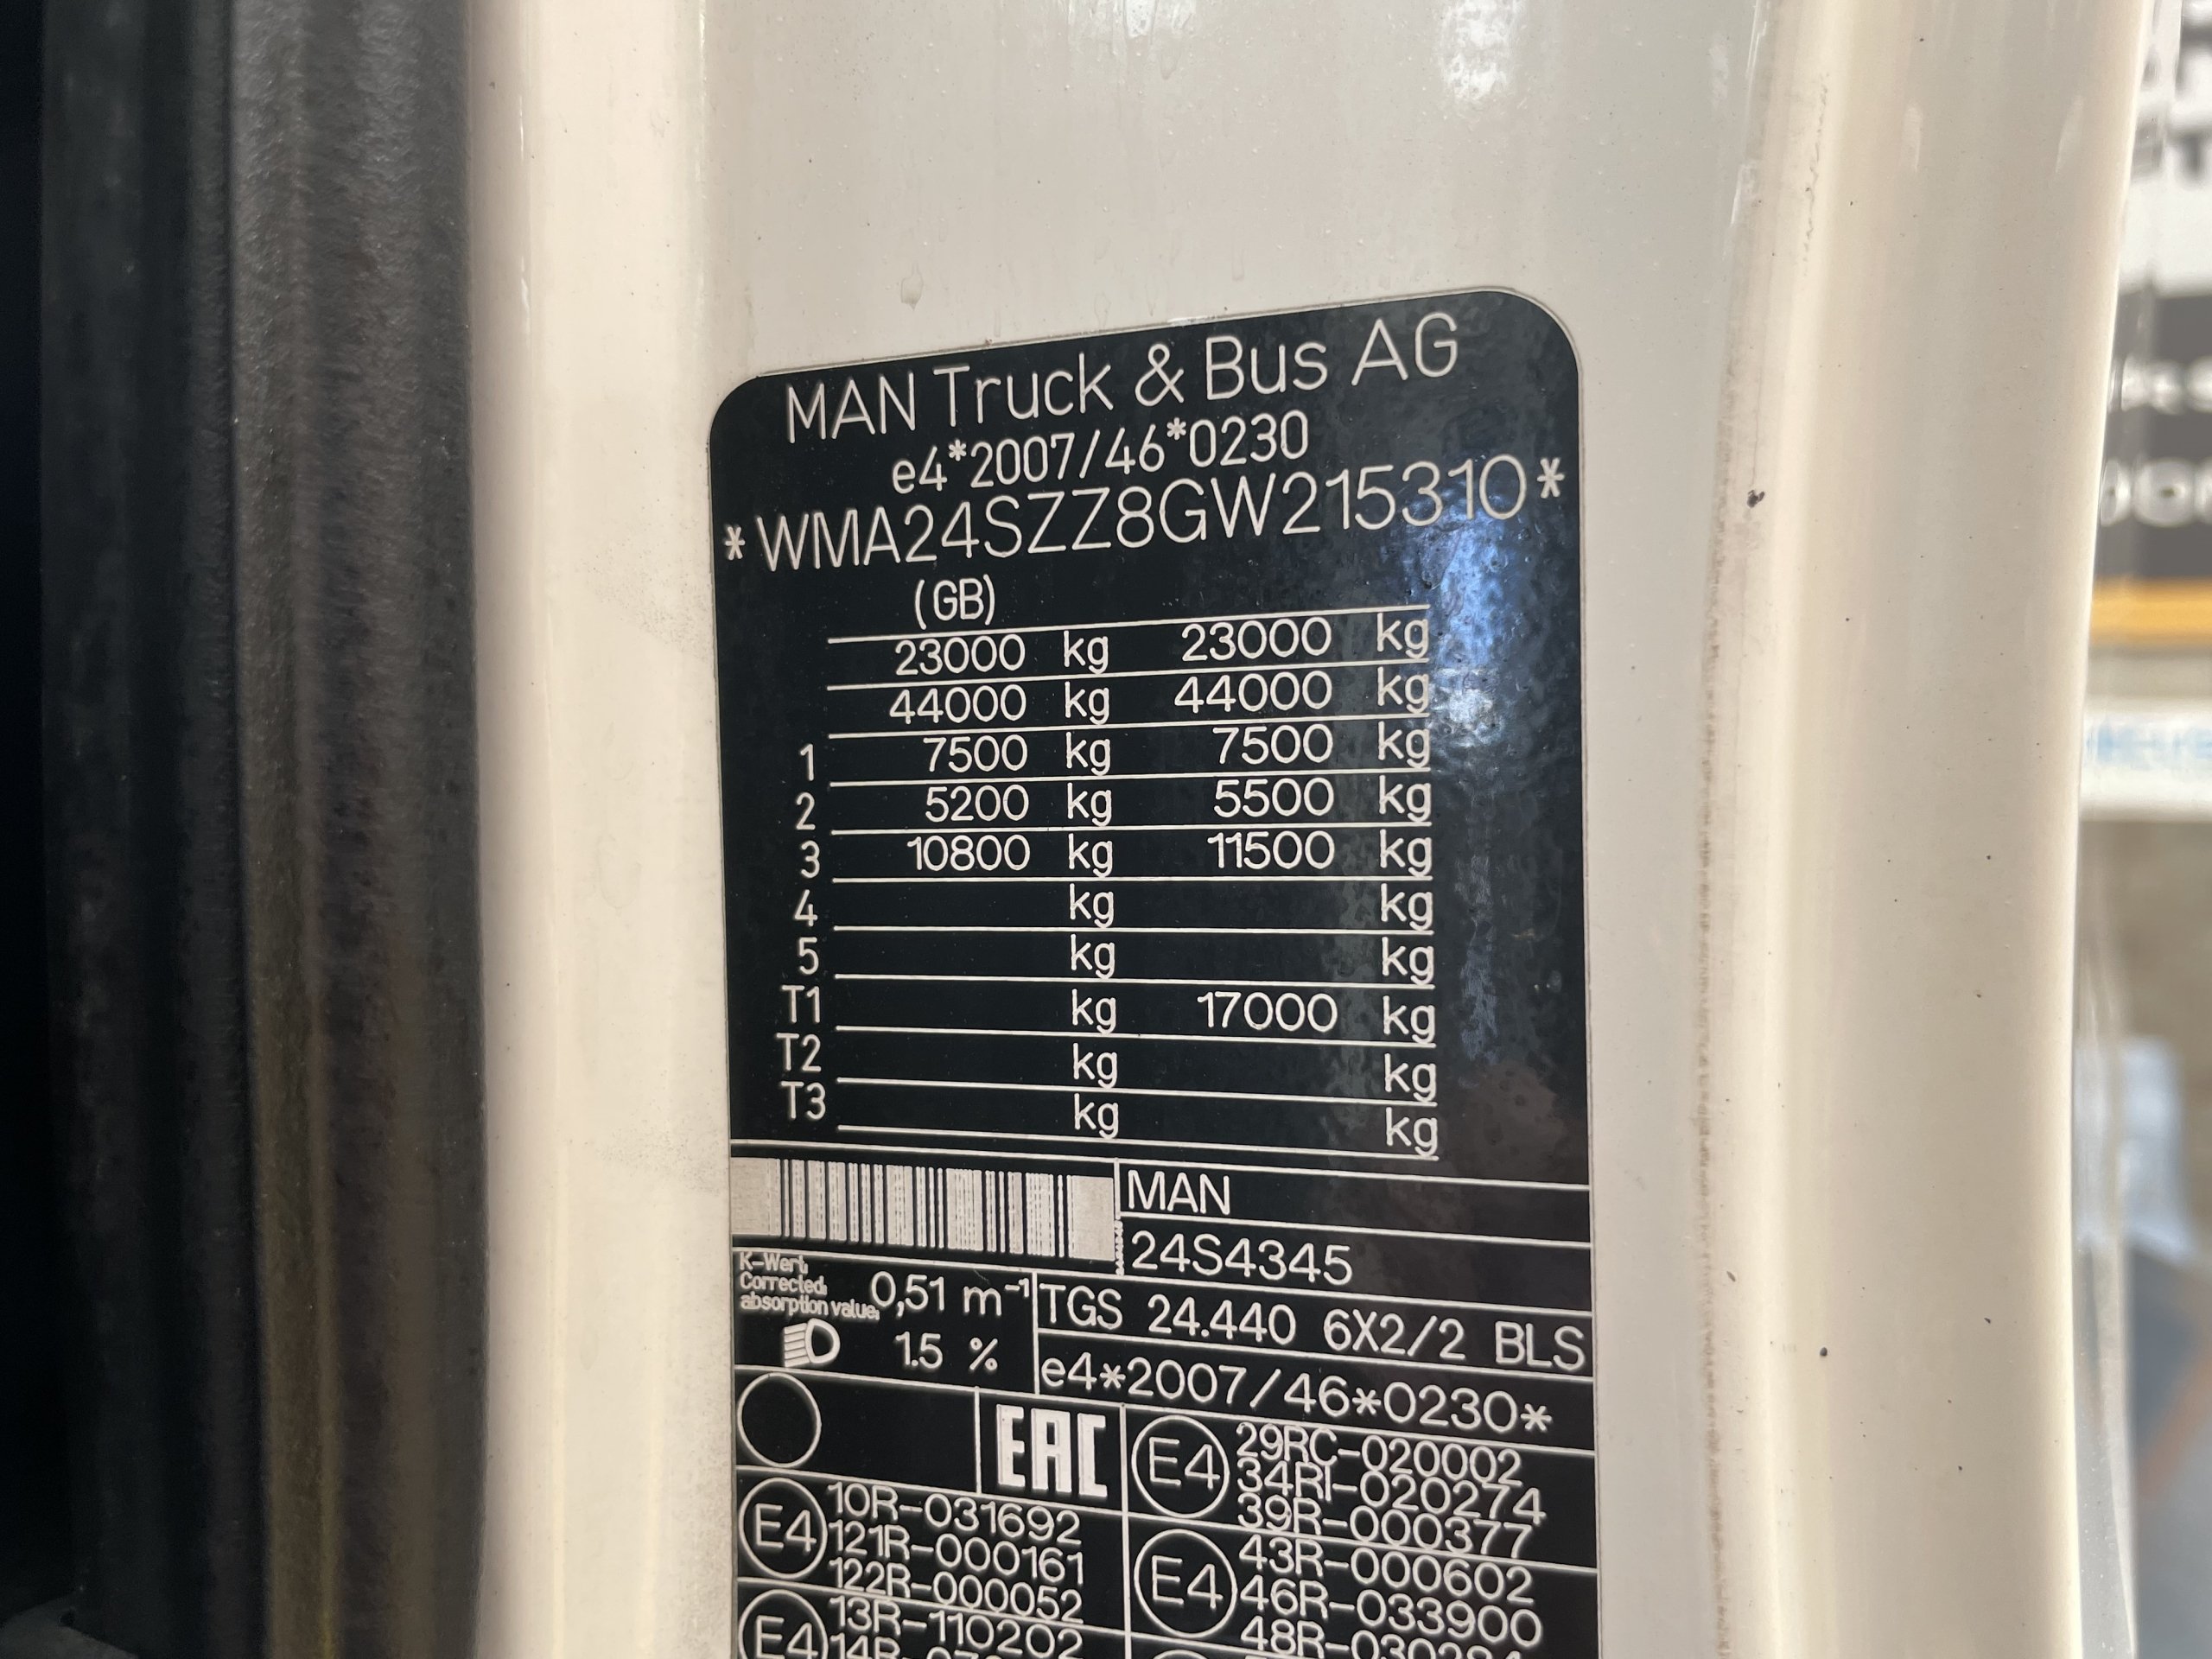 MAN Truck & Bus AG
e4*2007/46*0230
*WMA24SZZ8GW215310*
(GB)
23000 kg 23000 kg
44000 kg 44000 kg
1 7500 kg 7500 kg
2 5200 kg 5500 kg
3 10800 kg 11500 kg
4 kg kg
5 kg kg
T1 kg 17000 kg
T2 kg kg
T3 kg kg
MAN
24S4345
K-Wert,
Corrected,
absorption value,
0,51 m⁻¹
TGS 24.440 6X2/2 BLS
1.5 %
e4*2007/46*0230*
EAC
E4
29RC-020002
34RI-020274
39R-000377
E4
10R-031692
121R-000161
122R-000052
E4
43R-000602
46R-033900
E4
13R-110202